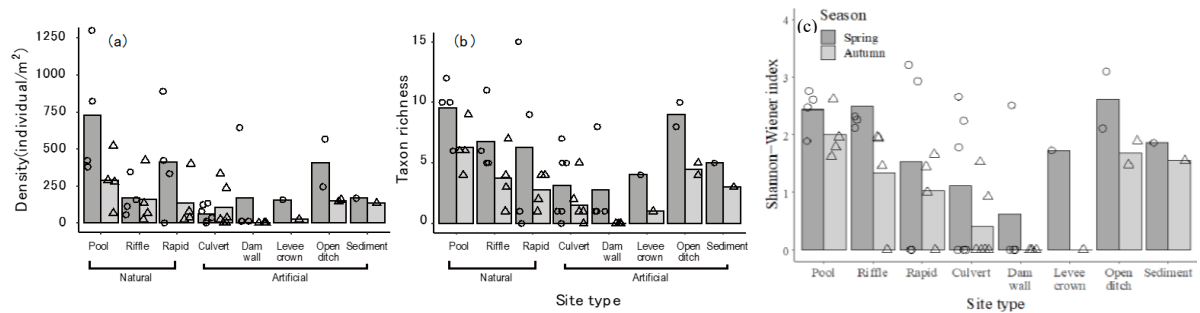 (a)
Density(individual/m²)
1250
1000
750
500
250
0
Pool Riffle Rapid Culvert Dam wall Levee crown Open ditch Sediment
Natural Artificial
(b)
Taxon richness
15
10
5
0
Pool Riffle Rapid Culvert Dam wall Levee crown Open ditch Sediment
Natural Artificial
Site type
(c)
Season
Spring
Autumn
Shannon-Wiener index
4
3
2
1
0
Pool Riffle Rapid Culvert Dam wall Levee crown Open ditch Sediment
Site type